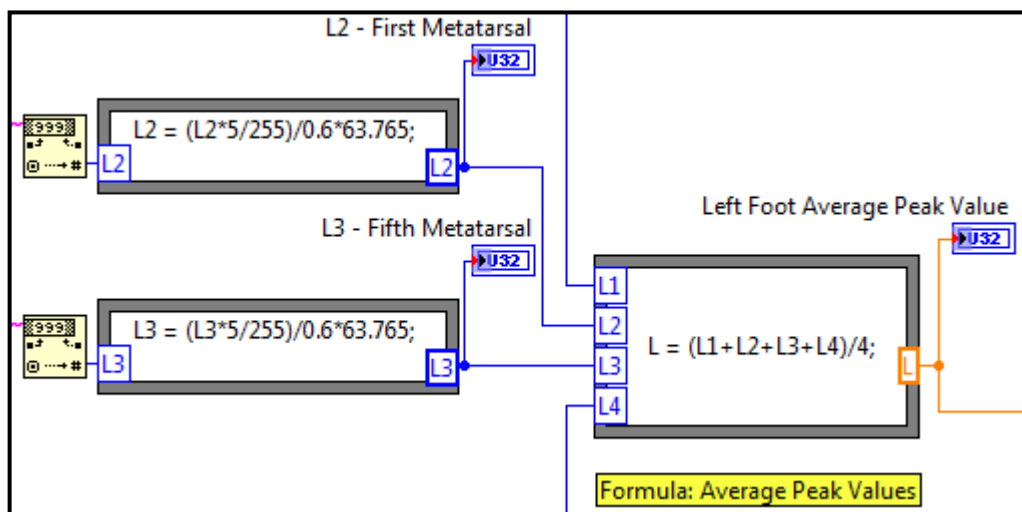 L2 - First Metatarsal
U32
999
L2 = (L2*5/255)/0.6*63.765;
L2
L2
L3 - Fifth Metatarsal
U32
999
L3 = (L3*5/255)/0.6*63.765;
L3
L3
Left Foot Average Peak Value
U32
L1
L2
L3
L4
L = (L1+L2+L3+L4)/4;
L
Formula: Average Peak Values